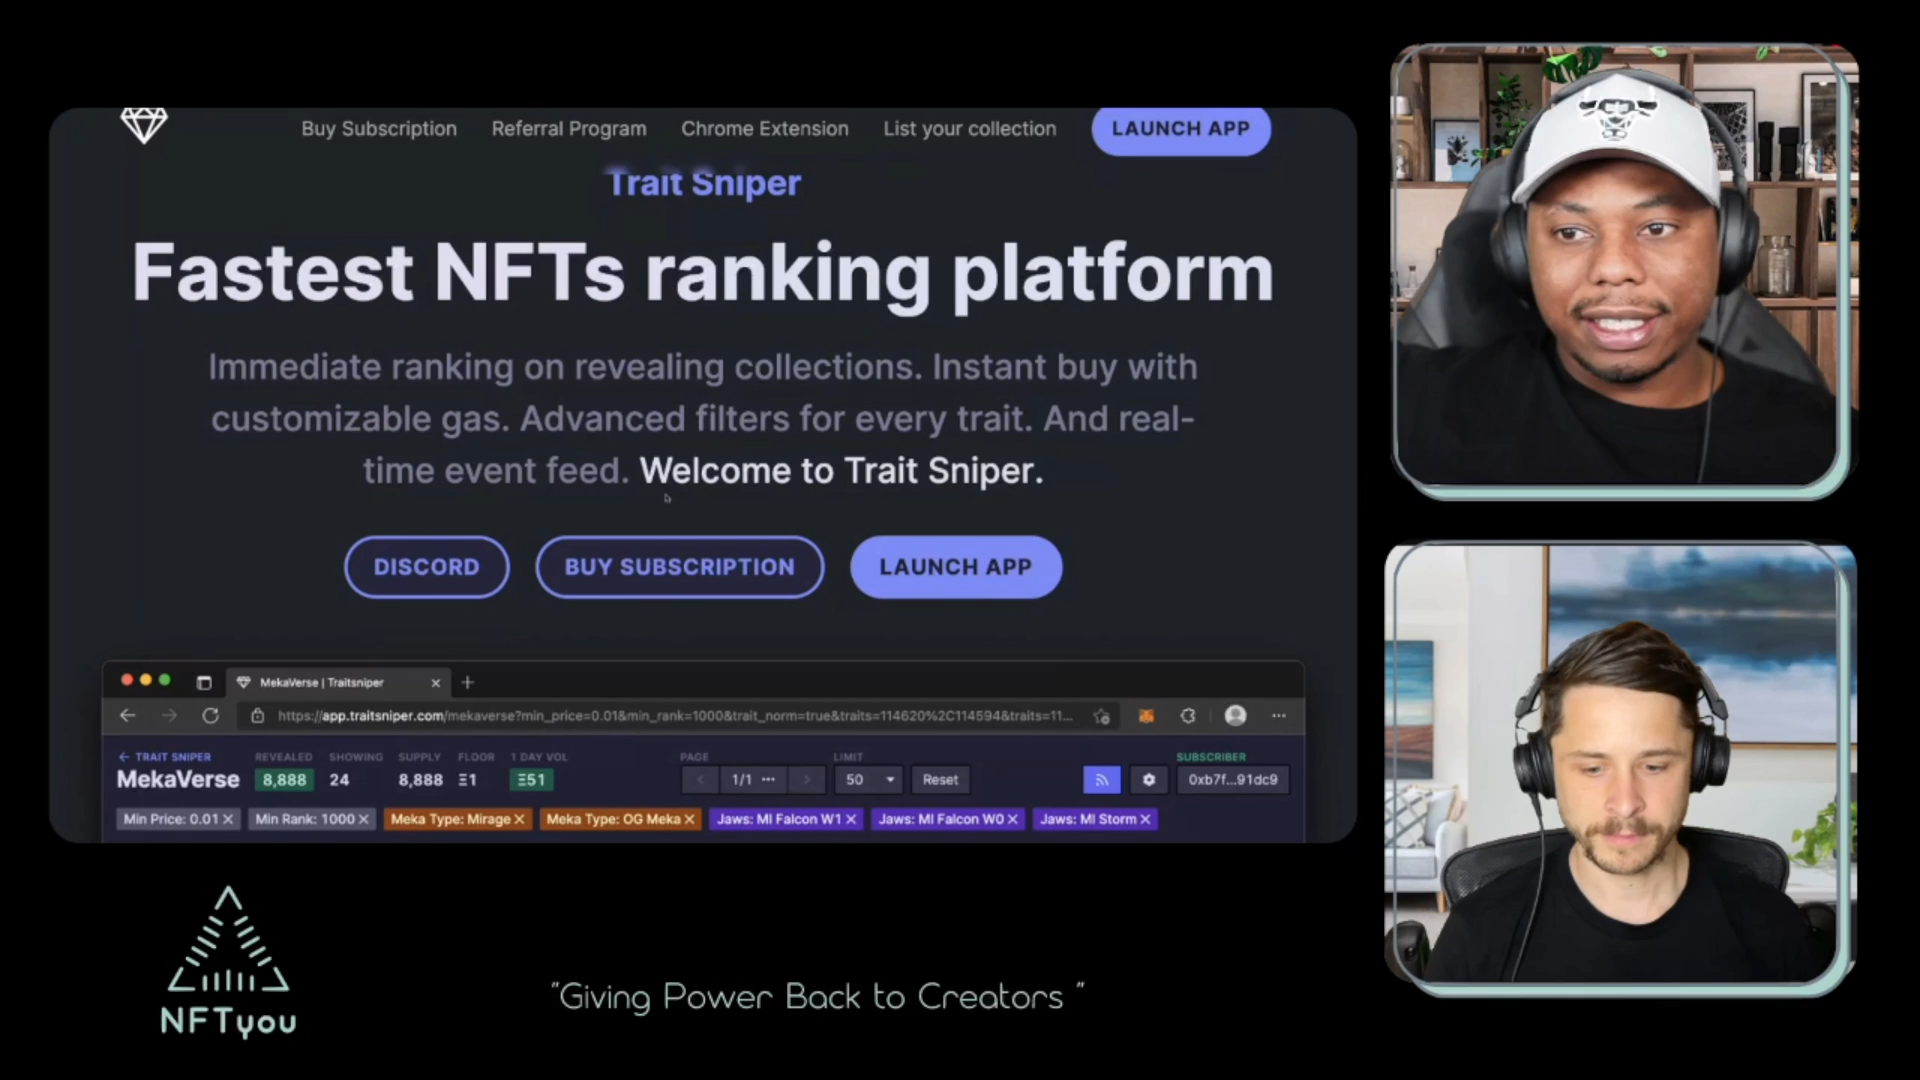 Buy Subscription Referral Program Chrome Extension List your collection LAUNCH APP
Trait Sniper
Fastest NFTs ranking platform
Immediate ranking on revealing collections. Instant buy with
customizable gas. Advanced filters for every trait. And real-
time event feed. Welcome to Trait Sniper.
DISCORD BUY SUBSCRIPTION LAUNCH APP
MekaVerse | Traitsniper
https://app.traitsniper.com/mekaverse?min_price=0.01&min_rank=1000&trait_norm=true&traits=114620%2C114594&traits=11...
← TRAIT SNIPER REVEALED SHOWING SUPPLY FLOOR 1 DAY VOL PAGE LIMIT SUBSCRIBER
MekaVerse 8,888 24 8,888 Ξ1 Ξ51 1/1 ••• 50 Reset 0xb7f...91dc9
Min Price: 0.01 × Min Rank: 1000 × Meka Type: Mirage × Meka Type: OG Meka × Jaws: MI Falcon W1 × Jaws: MI Falcon W0 × Jaws: MI Storm ×
NFTyou
"Giving Power Back to Creators "